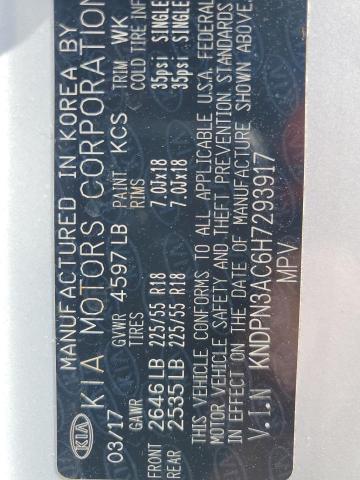 MANUFACTURED IN KOREA BY
KIA KIA MOTORS CORPORATION
03/17 GVWR 4597 LB PAINT KCS TRIM WK
GAWR TIRES RIMS COLD TIRE INF
FRONT 2646 LB 225/55 R18 7.0Jx18 35psi SINGLE
REAR 2535 LB 225/55 R18 7.0Jx18 35psi SINGLE
THIS VEHICLE CONFORMS TO ALL APPLICABLE U.S.A. FEDERAL
MOTOR VEHICLE SAFETY AND THEFT PREVENTION STANDARDS
IN EFFECT ON THE DATE OF MANUFACTURE SHOWN ABOVE.
V.I.N KNDPN3AC6H7293917
MPV